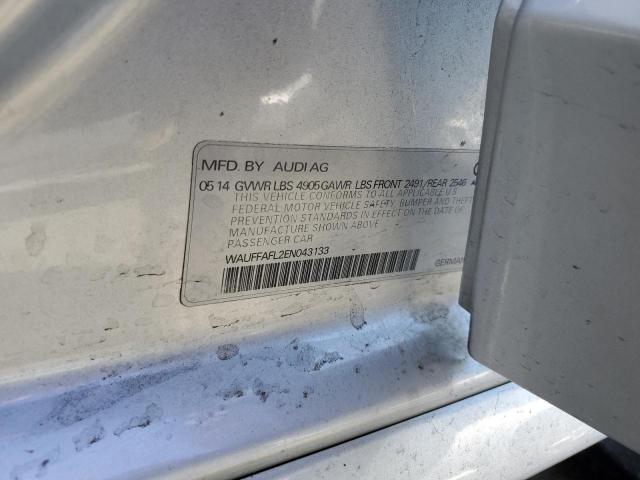 MFD. BY AUDI AG
05 14 GVWR LBS 4905 GAWR LBS FRONT 2491/REAR 2546
THIS VEHICLE CONFORMS TO ALL APPLICABLE U S
FEDERAL MOTOR VEHICLE SAFETY, BUMPER AND THEFT
PREVENTION STANDARDS IN EFFECT ON THE DATE OF
MANUFACTURE SHOWN ABOVE
PASSENGER CAR
WAUFFAFL2EN043133
GERMAN